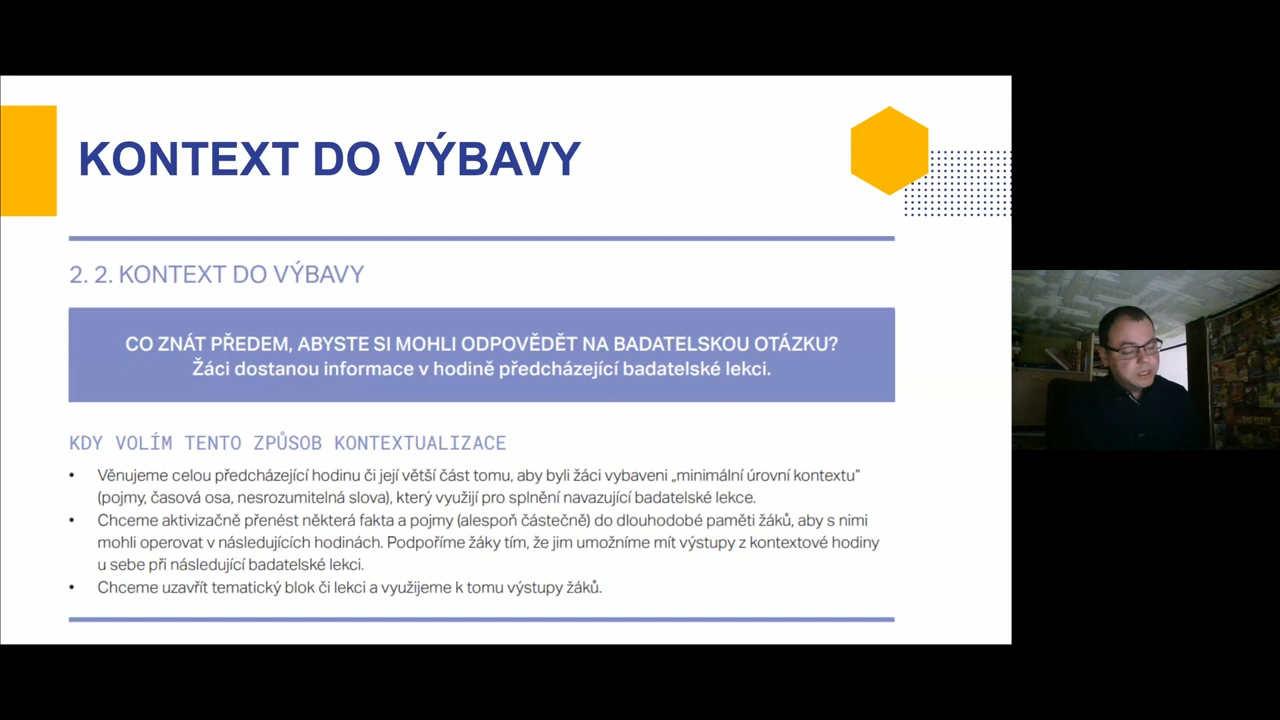 KONTEXT DO VÝBAVY
2. 2. KONTEXT DO VÝBAVY
CO ZNÁT PŘEDEM, ABYSTE SI MOHLI ODPOVĚDĚT NA BADATELSKOU OTÁZKU?
Žáci dostanou informace v hodině předcházející badatelské lekci.
KDY VOLÍM TENTO ZPŮSOB KONTEXTUALIZACE
• Věnujeme celou předcházející hodinu či její větší část tomu, aby byli žáci vybaveni „minimální úrovní kontextu“
(pojmy, časová osa, nesrozumitelná slova), který využijí pro splnění navazující badatelské lekce.
• Chceme aktivizačně přenést některá fakta a pojmy (alespoň částečně) do dlouhodobé paměti žáků, aby s nimi
mohli operovat v následujících hodinách. Podpoříme žáky tím, že jim umožníme mít výstupy z kontextové hodiny
u sebe při následující badatelské lekci.
• Chceme uzavřít tematický blok či lekci a využijeme k tomu výstupy žáků.